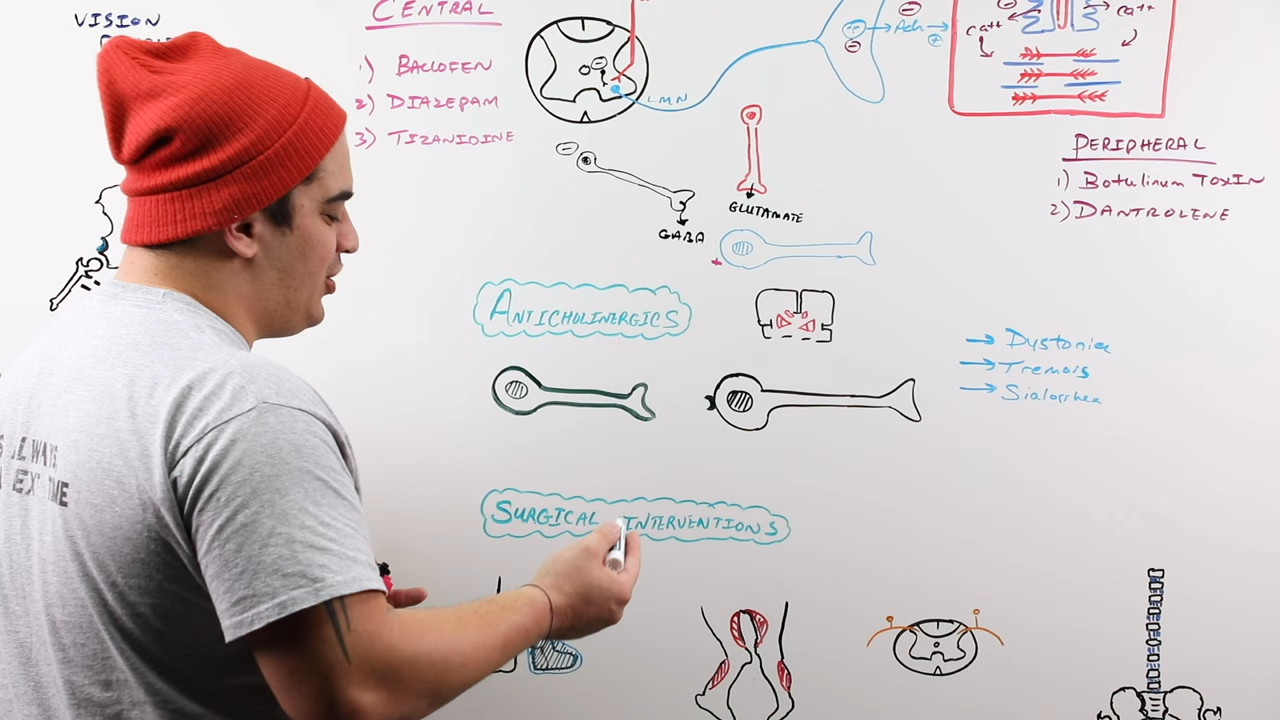 VISION
CENTRAL
1) BACLOFEN
2) DIAZEPAM
3) TIZANIDINE
LMN
Ach
Ca++
Ca++
PERIPHERAL
1) Botulinum TOXIN
2) DANTROLENE
GLUTAMATE
GABA
ANTICHOLINERGICS
→ Dystonia
→ Tremors
→ Sialorrhea
SURGICAL INTERVENTIONS